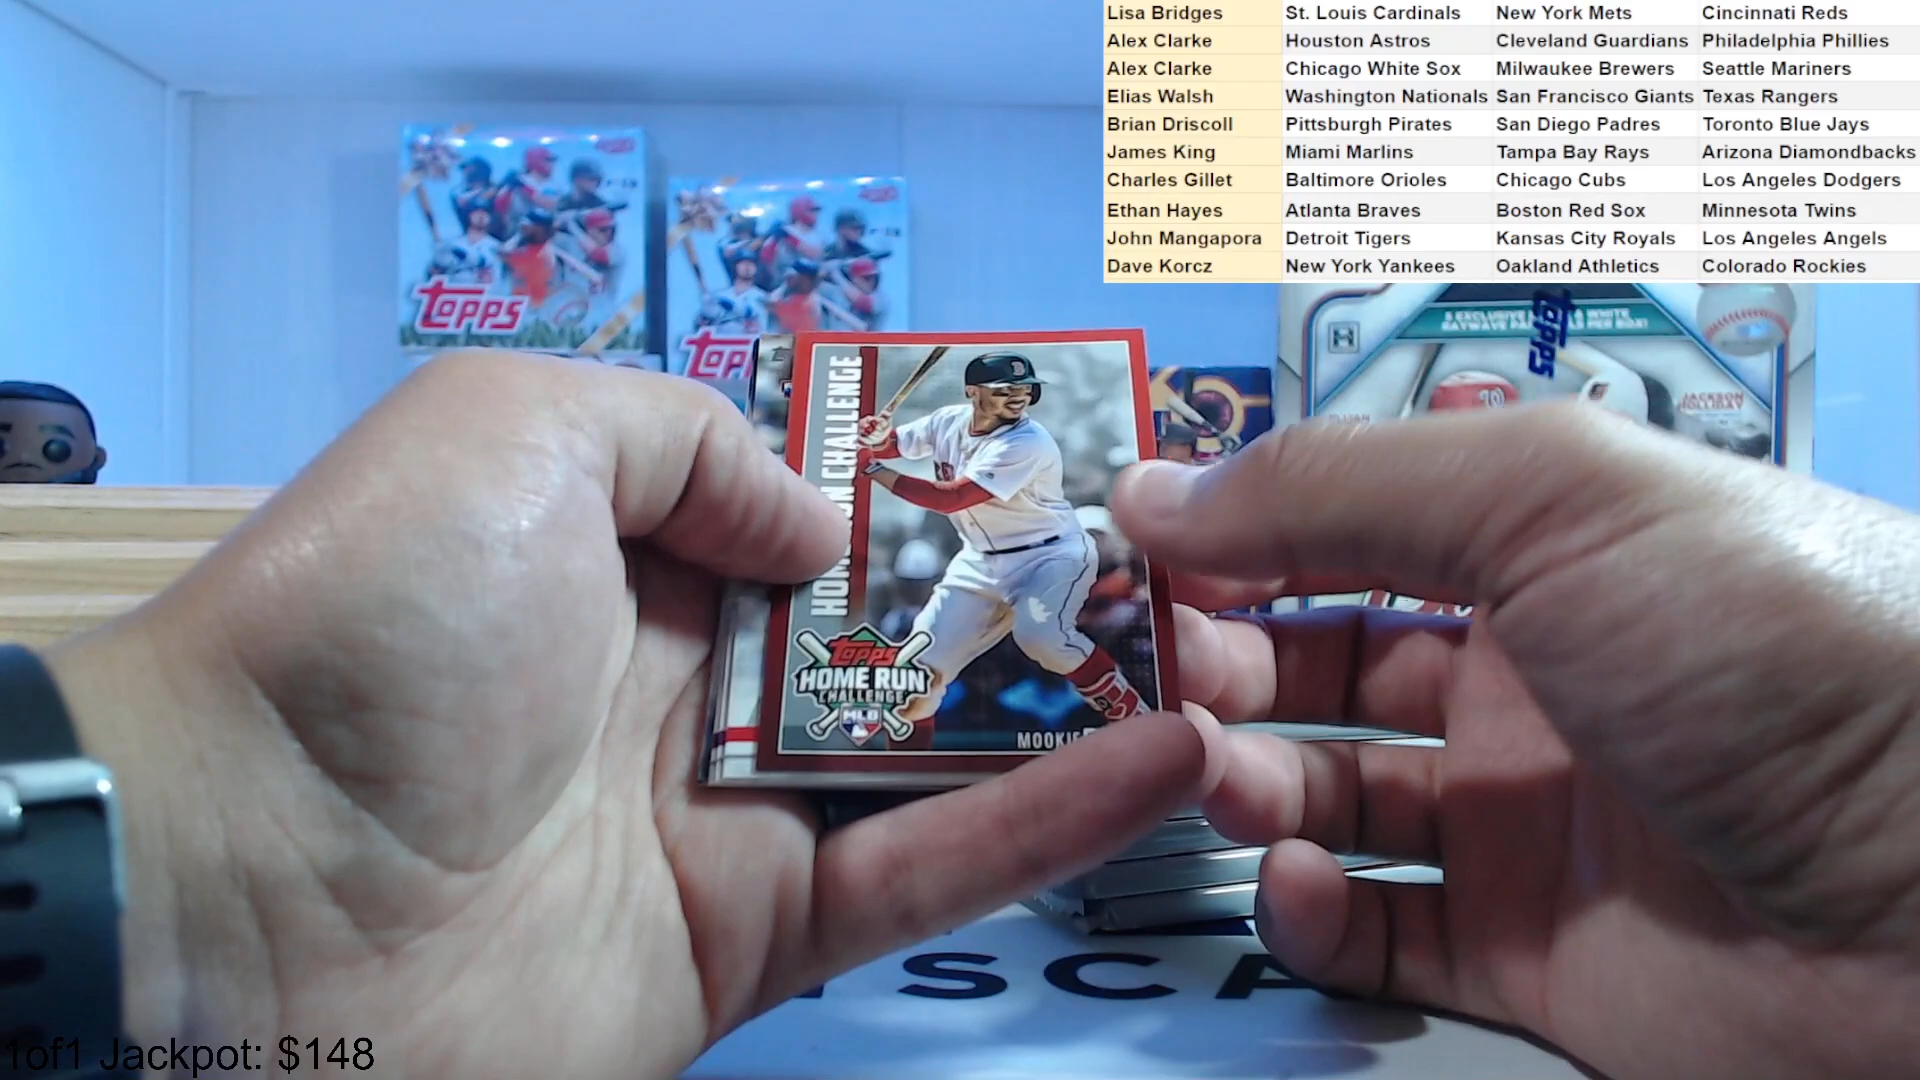 Lisa Bridges St. Louis Cardinals New York Mets Cincinnati Reds
Alex Clarke Houston Astros Cleveland Guardians Philadelphia Phillies
Alex Clarke Chicago White Sox Milwaukee Brewers Seattle Mariners
Elias Walsh Washington Nationals San Francisco Giants Texas Rangers
Brian Driscoll Pittsburgh Pirates San Diego Padres Toronto Blue Jays
James King Miami Marlins Tampa Bay Rays Arizona Diamondbacks
Charles Gillet Baltimore Orioles Chicago Cubs Los Angeles Dodgers
Ethan Hayes Atlanta Braves Boston Red Sox Minnesota Twins
John Mangapora Detroit Tigers Kansas City Royals Los Angeles Angels
Dave Korcz New York Yankees Oakland Athletics Colorado Rockies
Topps
Topps
JACKSON
HOLLIDAY
CHALLENGE
Topps
HOME RUN
CHALLENGE
MLB
MOOKIE
1of1 Jackpot: $148